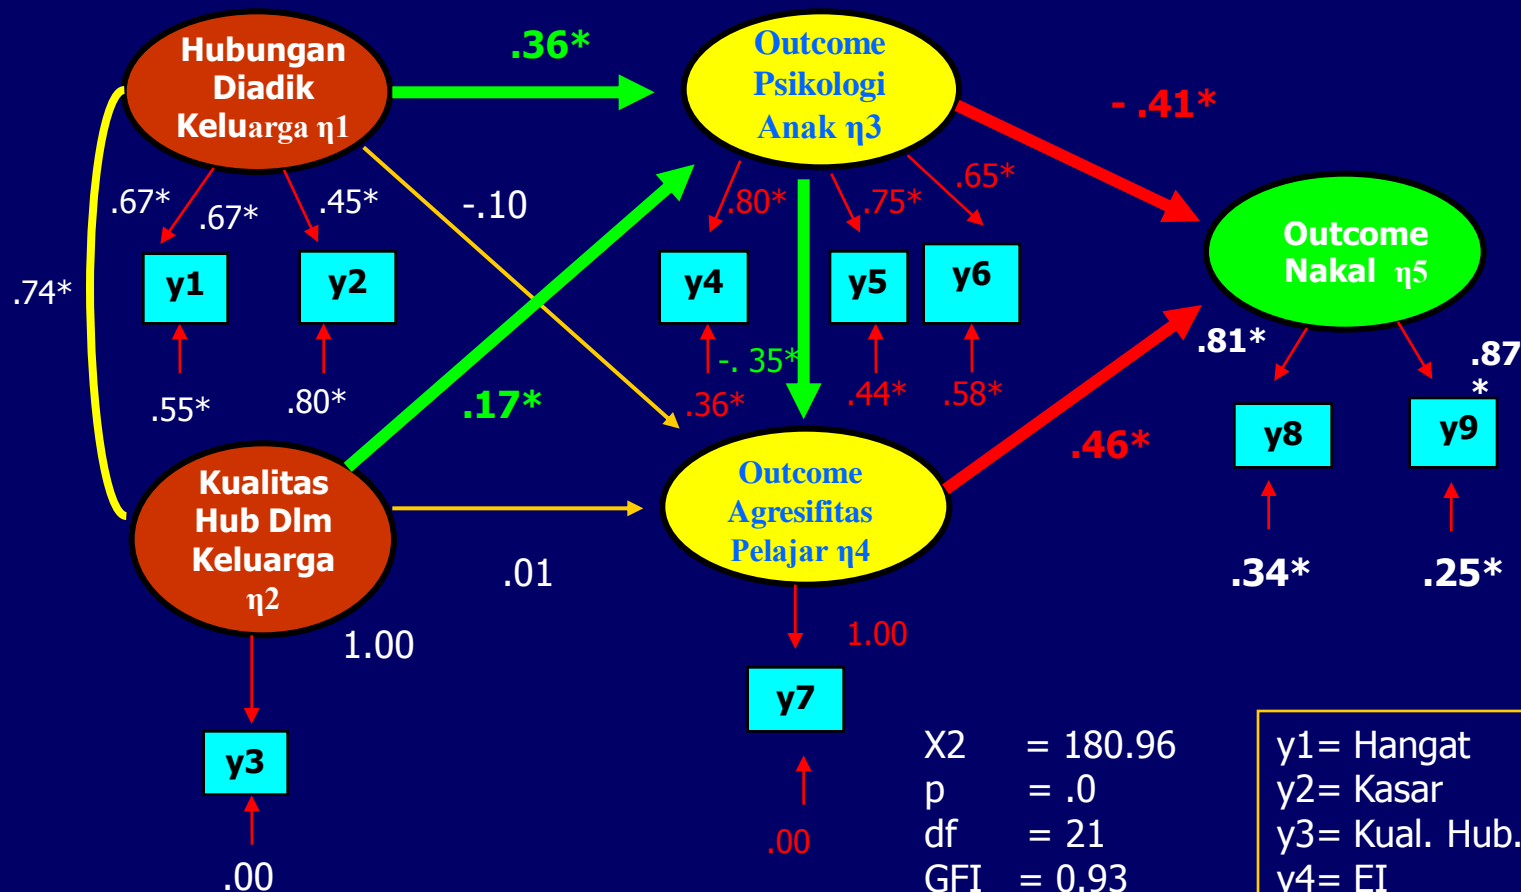 Hubungan
Diadik
Keluarga η1
.36*
Outcome
Psikologi
Anak η3
- .41*
.67*
.67*
.45*
-.10
.80*
.75*
.65*
Outcome
Nakal η5
.74*
y1
y2
y4
y5
y6
.55*
.80*
.17*
-. 35*
.36*
.44*
.58*
.81*
.87
*
y8
y9
.46*
Kualitas
Hub Dlm
Keluarga
η2
Outcome
Agresifitas
Pelajar η4
.01
.34*
.25*
1.00
1.00
y3
y7
.00
.00
X2 = 180.96
p = .0
df = 21
GFI = 0.93
y1= Hangat
y2= Kasar
y3= Kual. Hub.
y4= EI